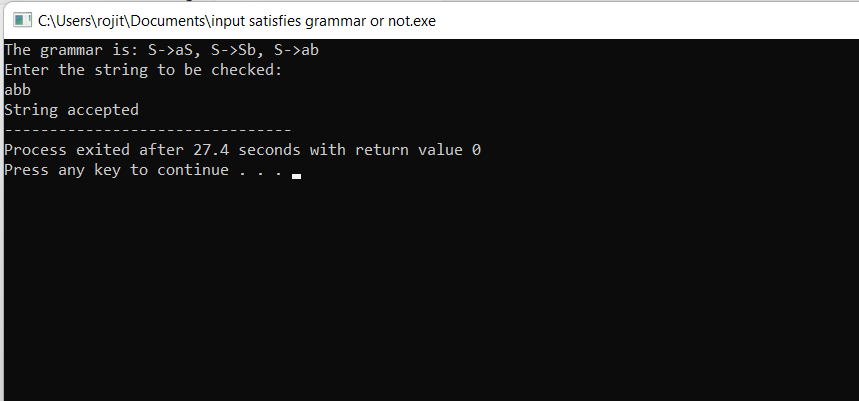 C:\Users\rojit\Documents\input satisfies grammar or not.exe
The grammar is: S->aS, S->Sb, S->ab
Enter the string to be checked:
abb
String accepted
--------------------------------
Process exited after 27.4 seconds with return value 0
Press any key to continue . . .